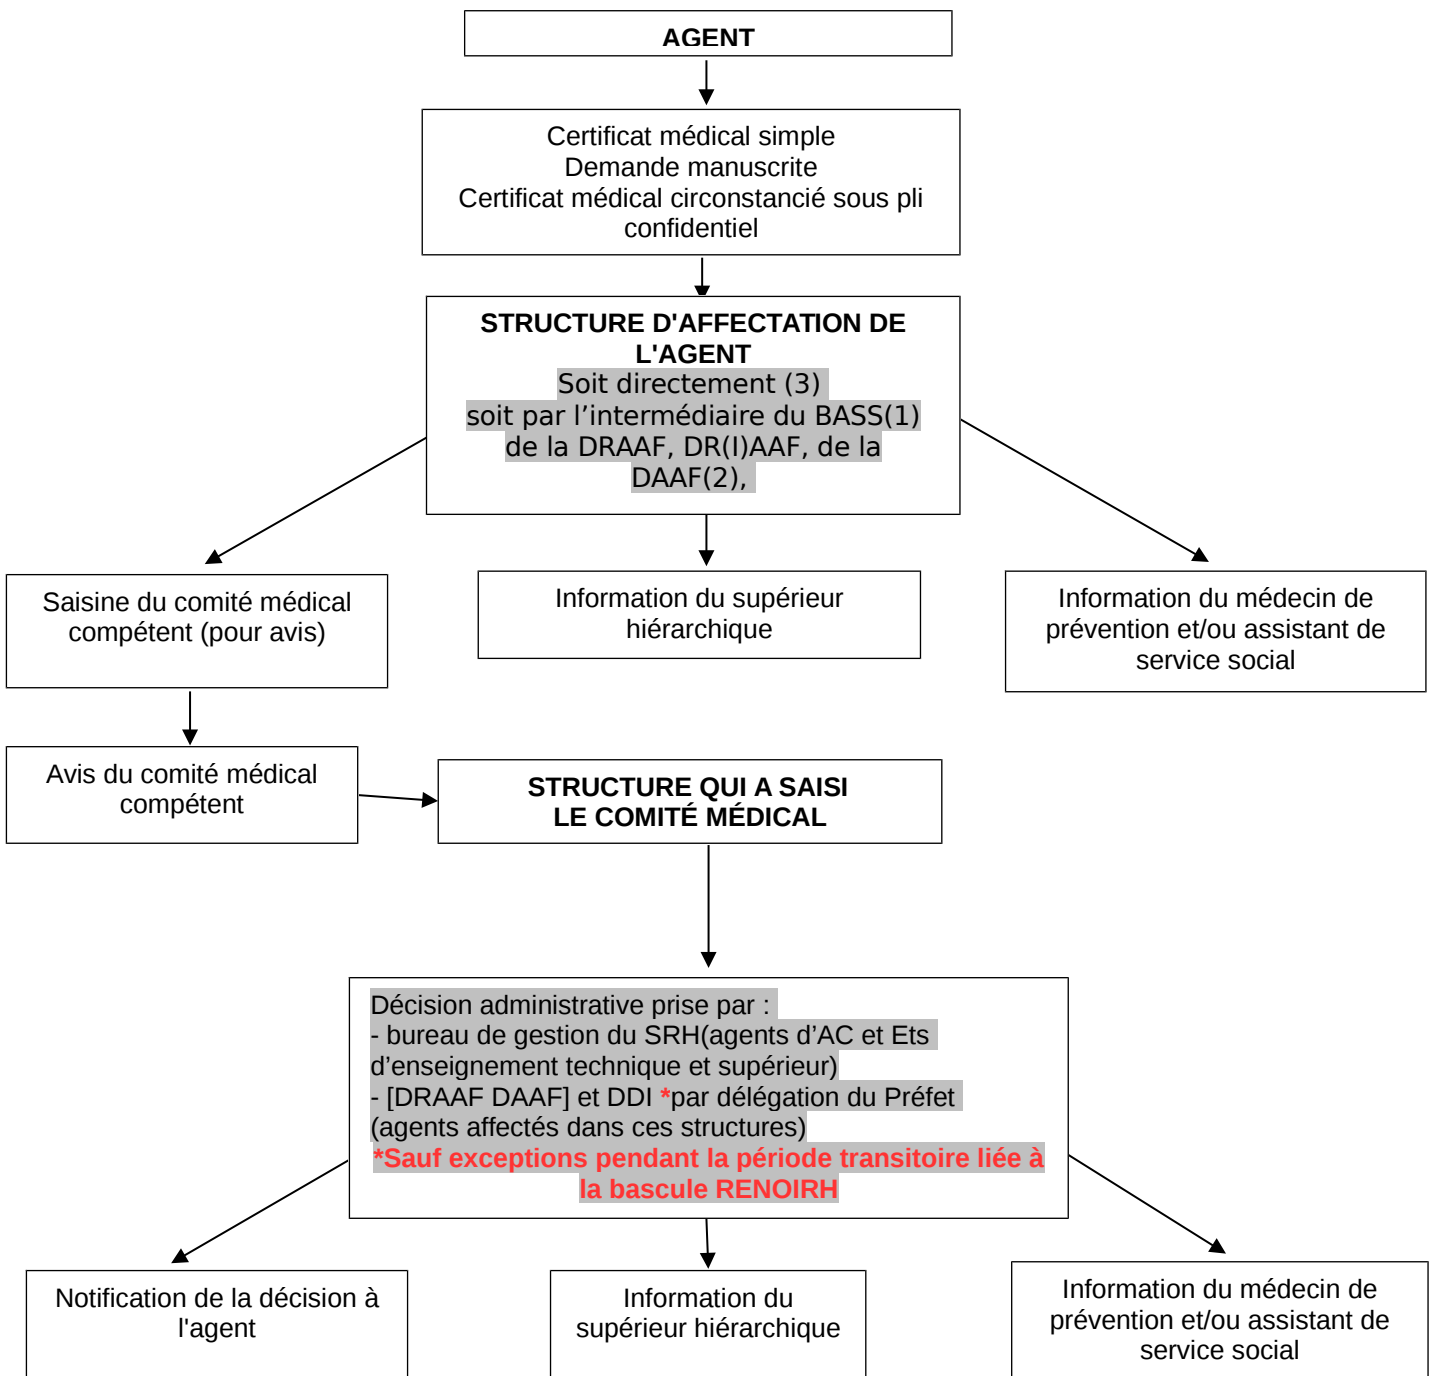 AGENT
Certificat médical simple
Demande manuscrite
Certificat médical circonstancié sous pli
confidentiel
STRUCTURE D'AFFECTATION DE
L'AGENT
Soit directement (3)
soit par l’intermédiaire du BASS(1)
de la DRAAF, DR(I)AAF, de la
DAAF(2),
Saisine du comité médical
compétent (pour avis)
Information du supérieur
hiérarchique
Information du médecin de
prévention et/ou assistant de
service social
Avis du comité médical
compétent
STRUCTURE QUI A SAISI
LE COMITÉ MÉDICAL
Décision administrative prise par :
- bureau de gestion du SRH(agents d’AC et Ets
d’enseignement technique et supérieur)
- [DRAAF DAAF] et DDI *par délégation du Préfet
(agents affectés dans ces structures)
*Sauf exceptions pendant la période transitoire liée à
la bascule RENOIRH
Notification de la décision à
l'agent
Information du
supérieur hiérarchique
Information du médecin de
prévention et/ou assistant de
service social